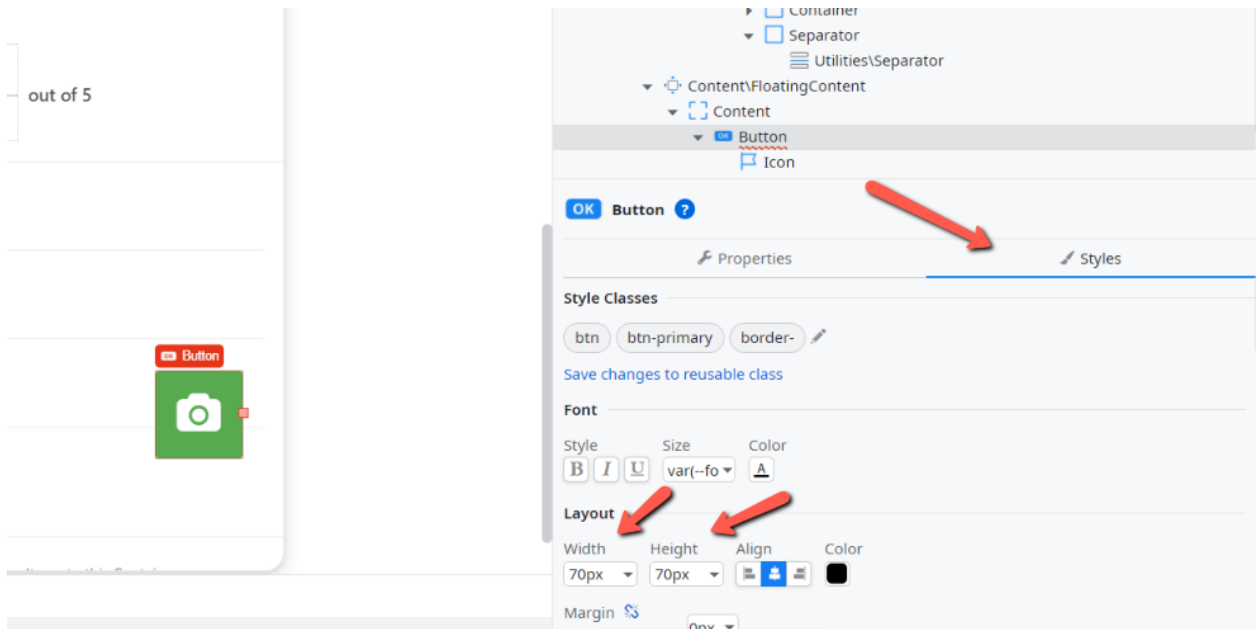 Container
Separator
Utilities\Separator
Content\FloatingContent
Content
OK Button
Icon
out of 5
OK Button ?
Properties
Styles
Style Classes
btn btn-primary border-
Save changes to reusable class
Font
Style Size Color
B I U var(--fo A
Layout
Width Height Align Color
70px 70px
Margin
0px
OK Button